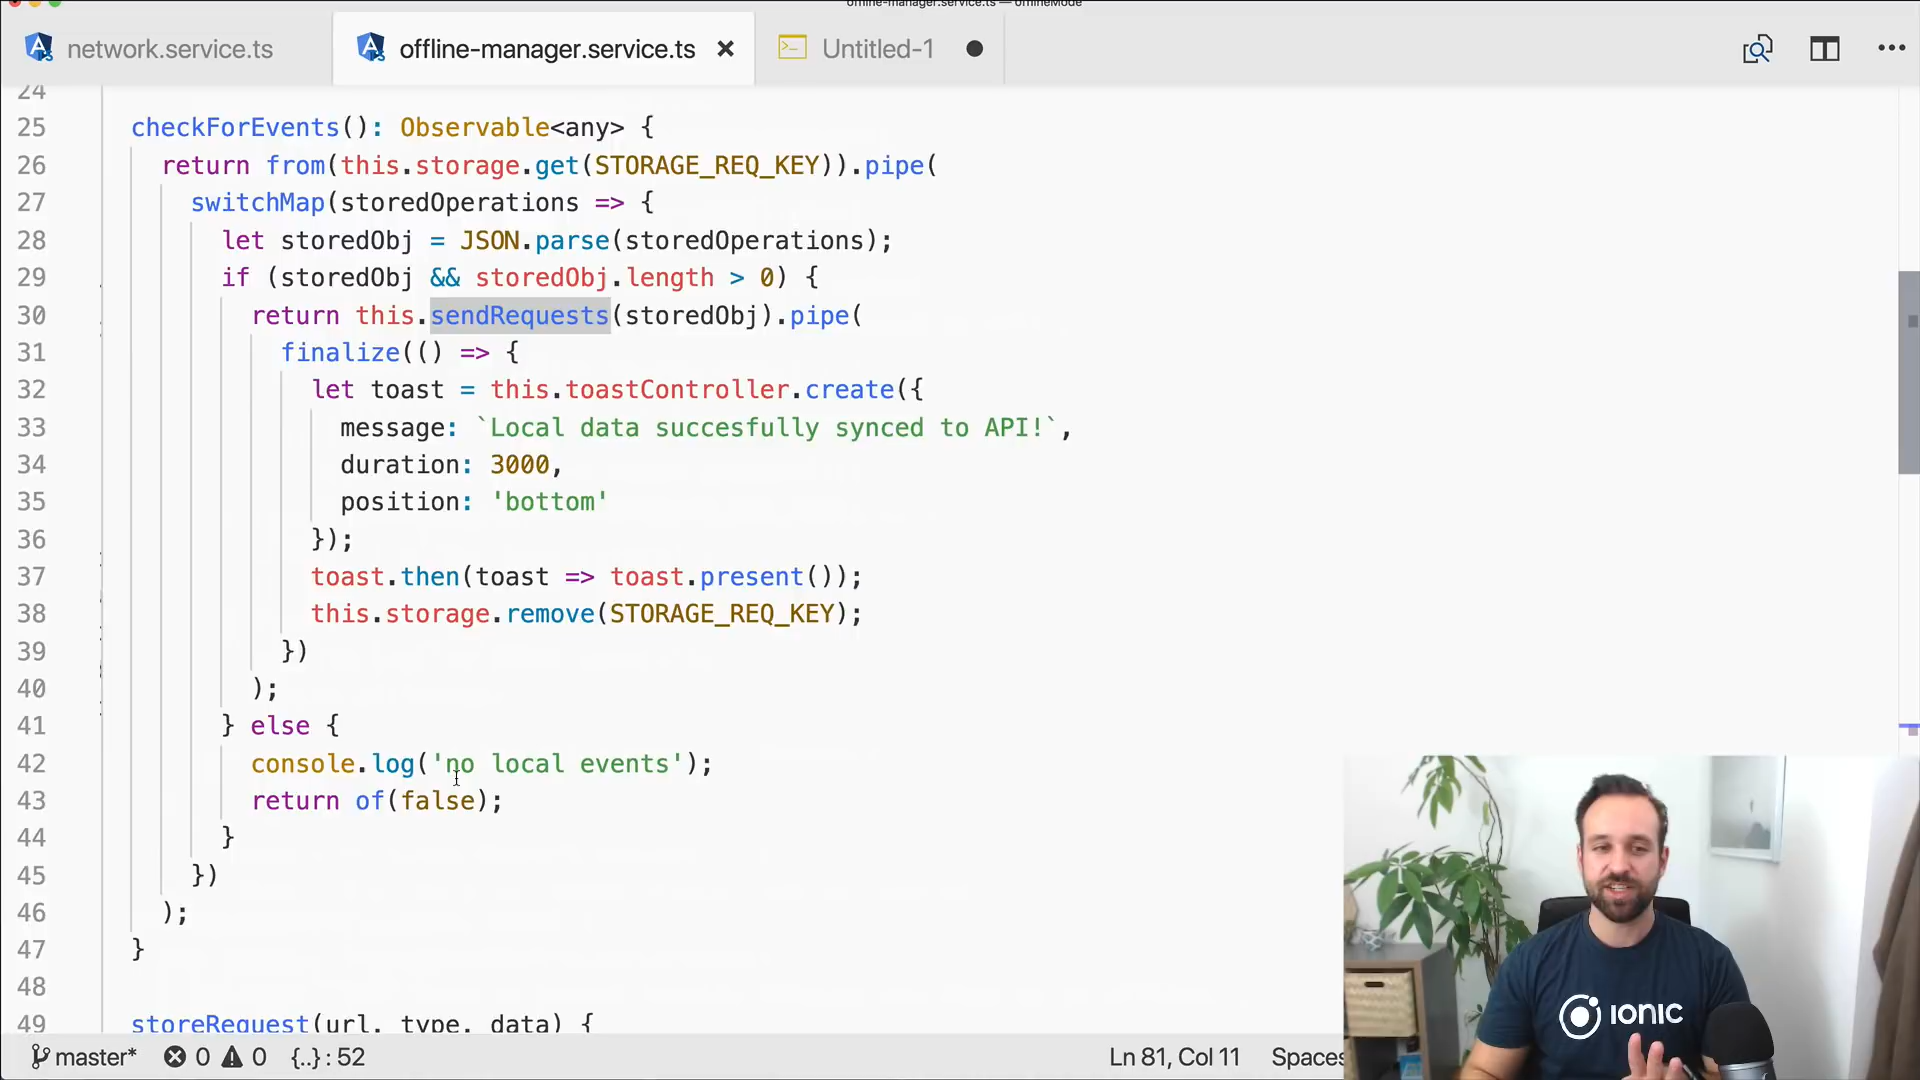 offline-manager.service.ts — offlineMode
network.service.ts
offline-manager.service.ts
Untitled-1
24
25 checkForEvents(): Observable<any> {
26 return from(this.storage.get(STORAGE_REQ_KEY)).pipe(
27 switchMap(storedOperations => {
28 let storedObj = JSON.parse(storedOperations);
29 if (storedObj && storedObj.length > 0) {
30 return this.sendRequests(storedObj).pipe(
31 finalize(() => {
32 let toast = this.toastController.create({
33 message: `Local data succesfully synced to API!`,
34 duration: 3000,
35 position: 'bottom'
36 });
37 toast.then(toast => toast.present());
38 this.storage.remove(STORAGE_REQ_KEY);
39 })
40 );
41 } else {
42 console.log('no local events');
43 return of(false);
44 }
45 })
46 );
47 }
48
49 storeRequest(url, type, data) {
IONIC
master* 0 0 {..} : 52 Ln 81, Col 11 Spaces